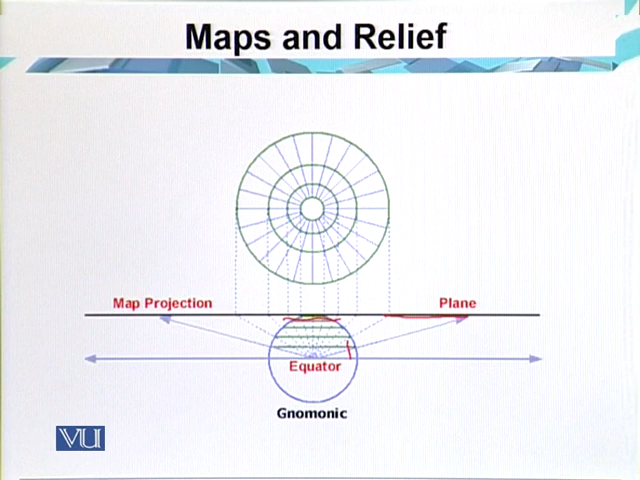 Maps and Relief
Map Projection
Plane
Equator
Gnomonic
VU